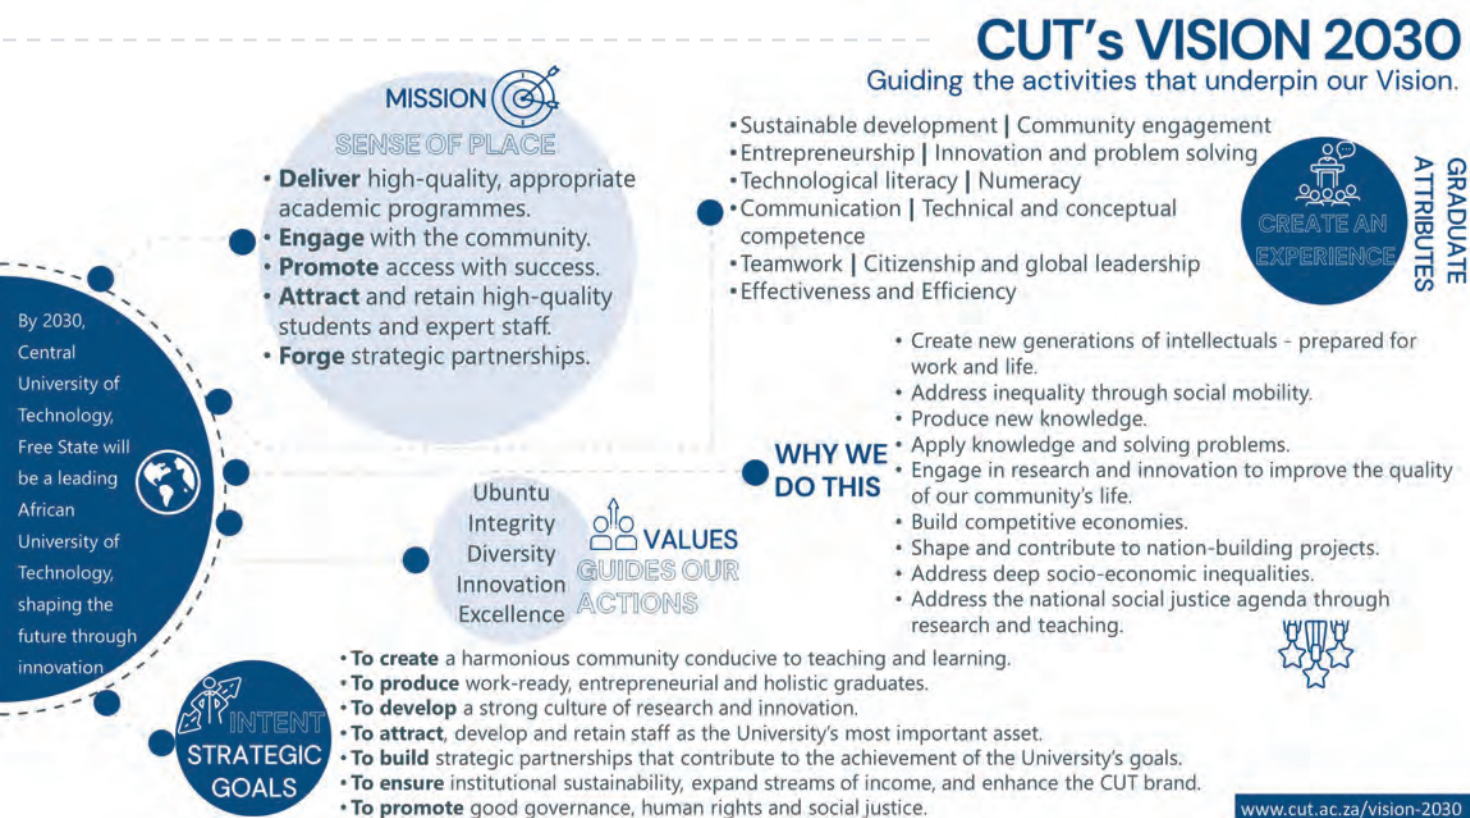 CUT's VISION 2030
Guiding the activities that underpin our Vision.
By 2030,
Central
University of
Technology,
Free State will
be a leading
African
University of
Technology,
shaping the
future through
innovation
MISSION
SENSE OF PLACE
• Deliver high-quality, appropriate
academic programmes.
• Engage with the community.
• Promote access with success.
• Attract and retain high-quality
students and expert staff.
• Forge strategic partnerships.
• Sustainable development | Community engagement
• Entrepreneurship | Innovation and problem solving
• Technological literacy | Numeracy
• Communication | Technical and conceptual
competence
• Teamwork | Citizenship and global leadership
• Effectiveness and Efficiency
CREATE AN
EXPERIENCE
GRADUATE
ATTRIBUTES
WHY WE
DO THIS
• Create new generations of intellectuals - prepared for
work and life.
• Address inequality through social mobility.
• Produce new knowledge.
• Apply knowledge and solving problems.
• Engage in research and innovation to improve the quality
of our community's life.
• Build competitive economies.
• Shape and contribute to nation-building projects.
• Address deep socio-economic inequalities.
• Address the national social justice agenda through
research and teaching.
Ubuntu
Integrity
Diversity
Innovation
Excellence
VALUES
GUIDES OUR
ACTIONS
INTENT
STRATEGIC
GOALS
• To create a harmonious community conducive to teaching and learning.
• To produce work-ready, entrepreneurial and holistic graduates.
• To develop a strong culture of research and innovation.
• To attract, develop and retain staff as the University's most important asset.
• To build strategic partnerships that contribute to the achievement of the University's goals.
• To ensure institutional sustainability, expand streams of income, and enhance the CUT brand.
• To promote good governance, human rights and social justice.
www.cut.ac.za/vision-2030